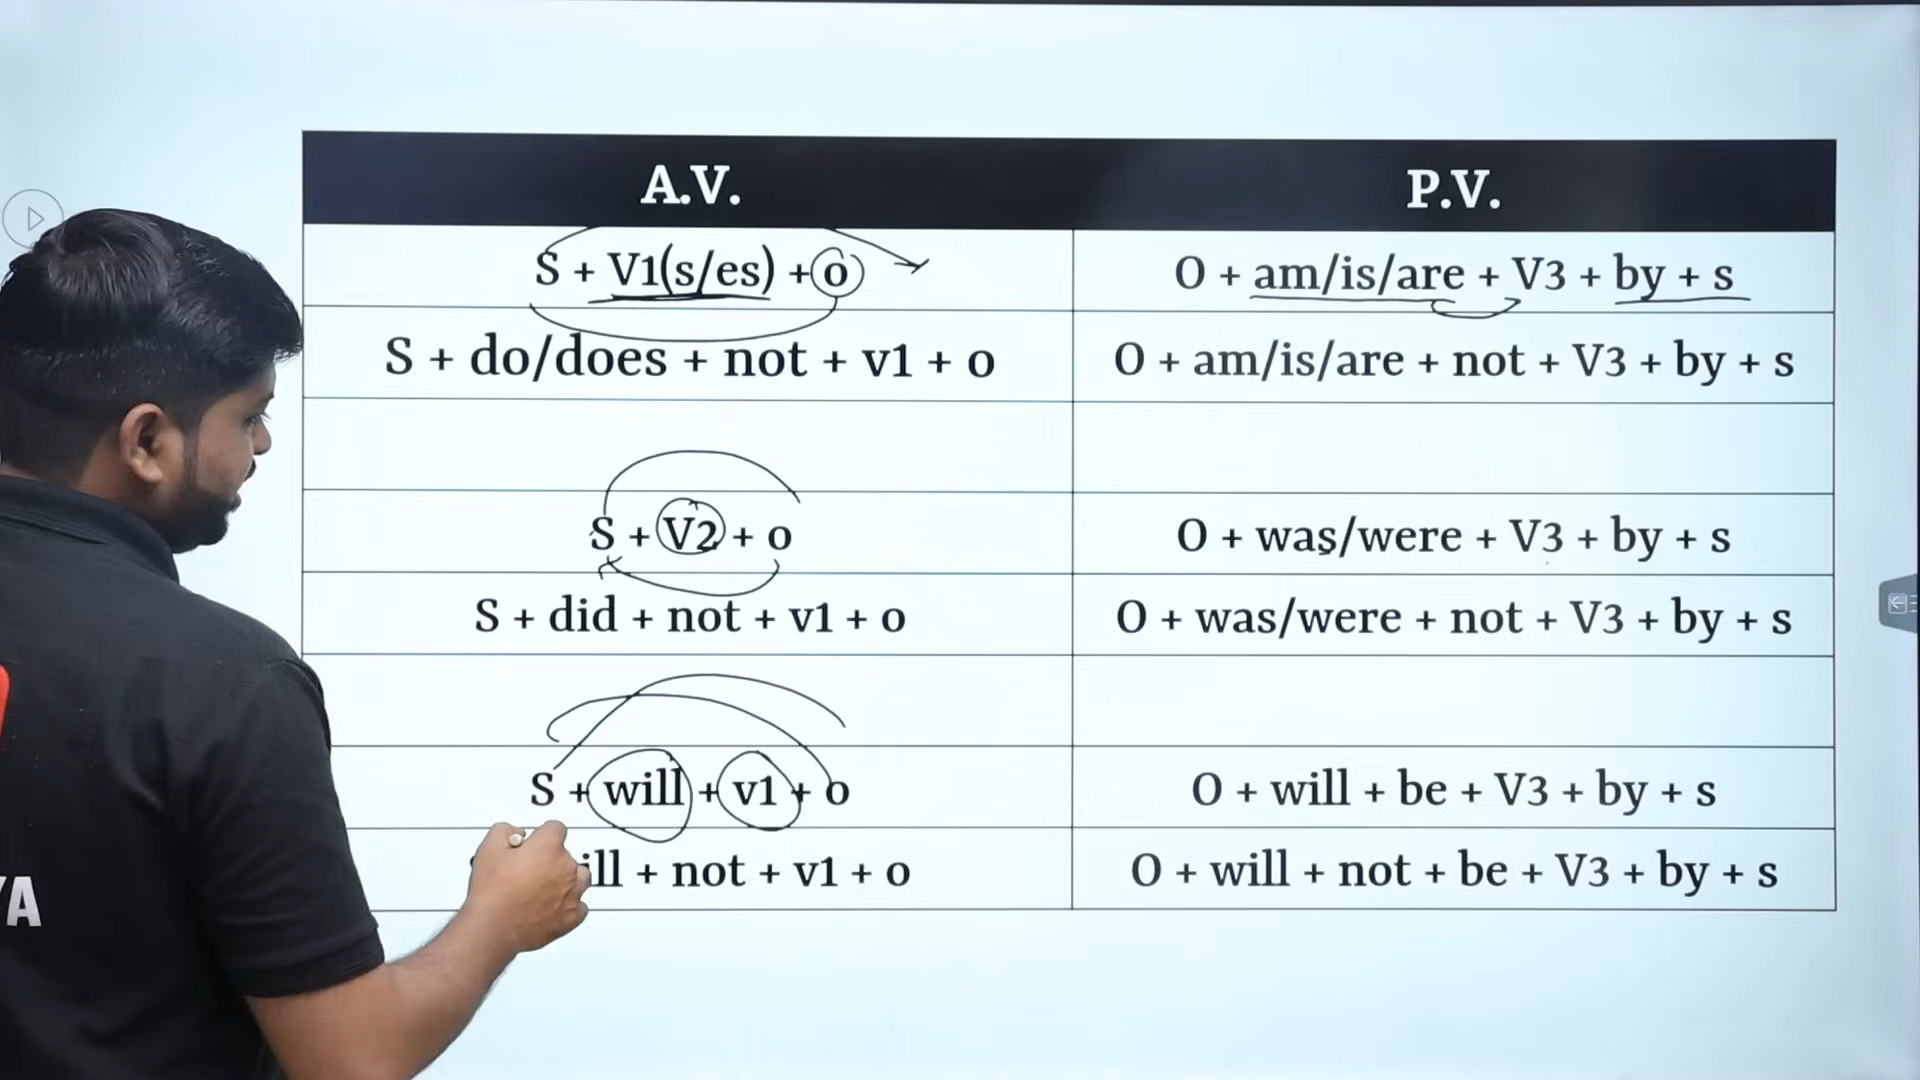 A.V. P.V.
S + V1(s/es) + o O + am/is/are + V3 + by + s
S + do/does + not + v1 + o O + am/is/are + not + V3 + by + s
S + V2 + o O + was/were + V3 + by + s
S + did + not + v1 + o O + was/were + not + V3 + by + s
S + will + v1 + o O + will + be + V3 + by + s
ill + not + v1 + o O + will + not + be + V3 + by + s
YA